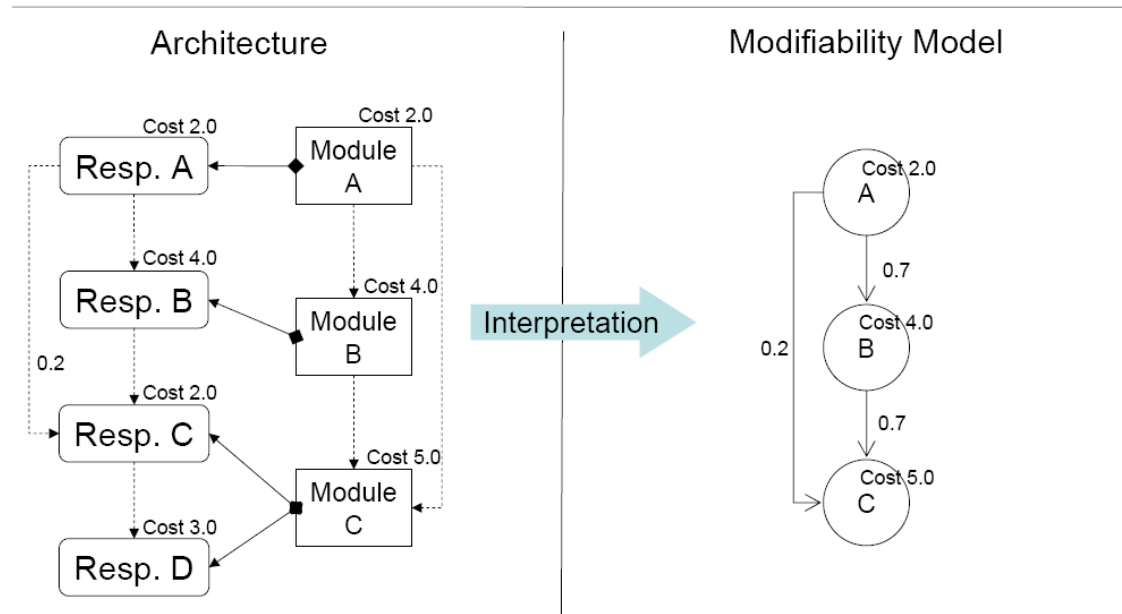 Architecture
Modifiability Model
Cost 2.0
Resp. A
Cost 2.0
Module
A
Cost 4.0
Resp. B
Cost 4.0
Module
B
0.2
Cost 2.0
Resp. C
Cost 5.0
Module
C
Cost 3.0
Resp. D
Interpretation
Cost 2.0
A
0.7
Cost 4.0
B
0.2
0.7
Cost 5.0
C